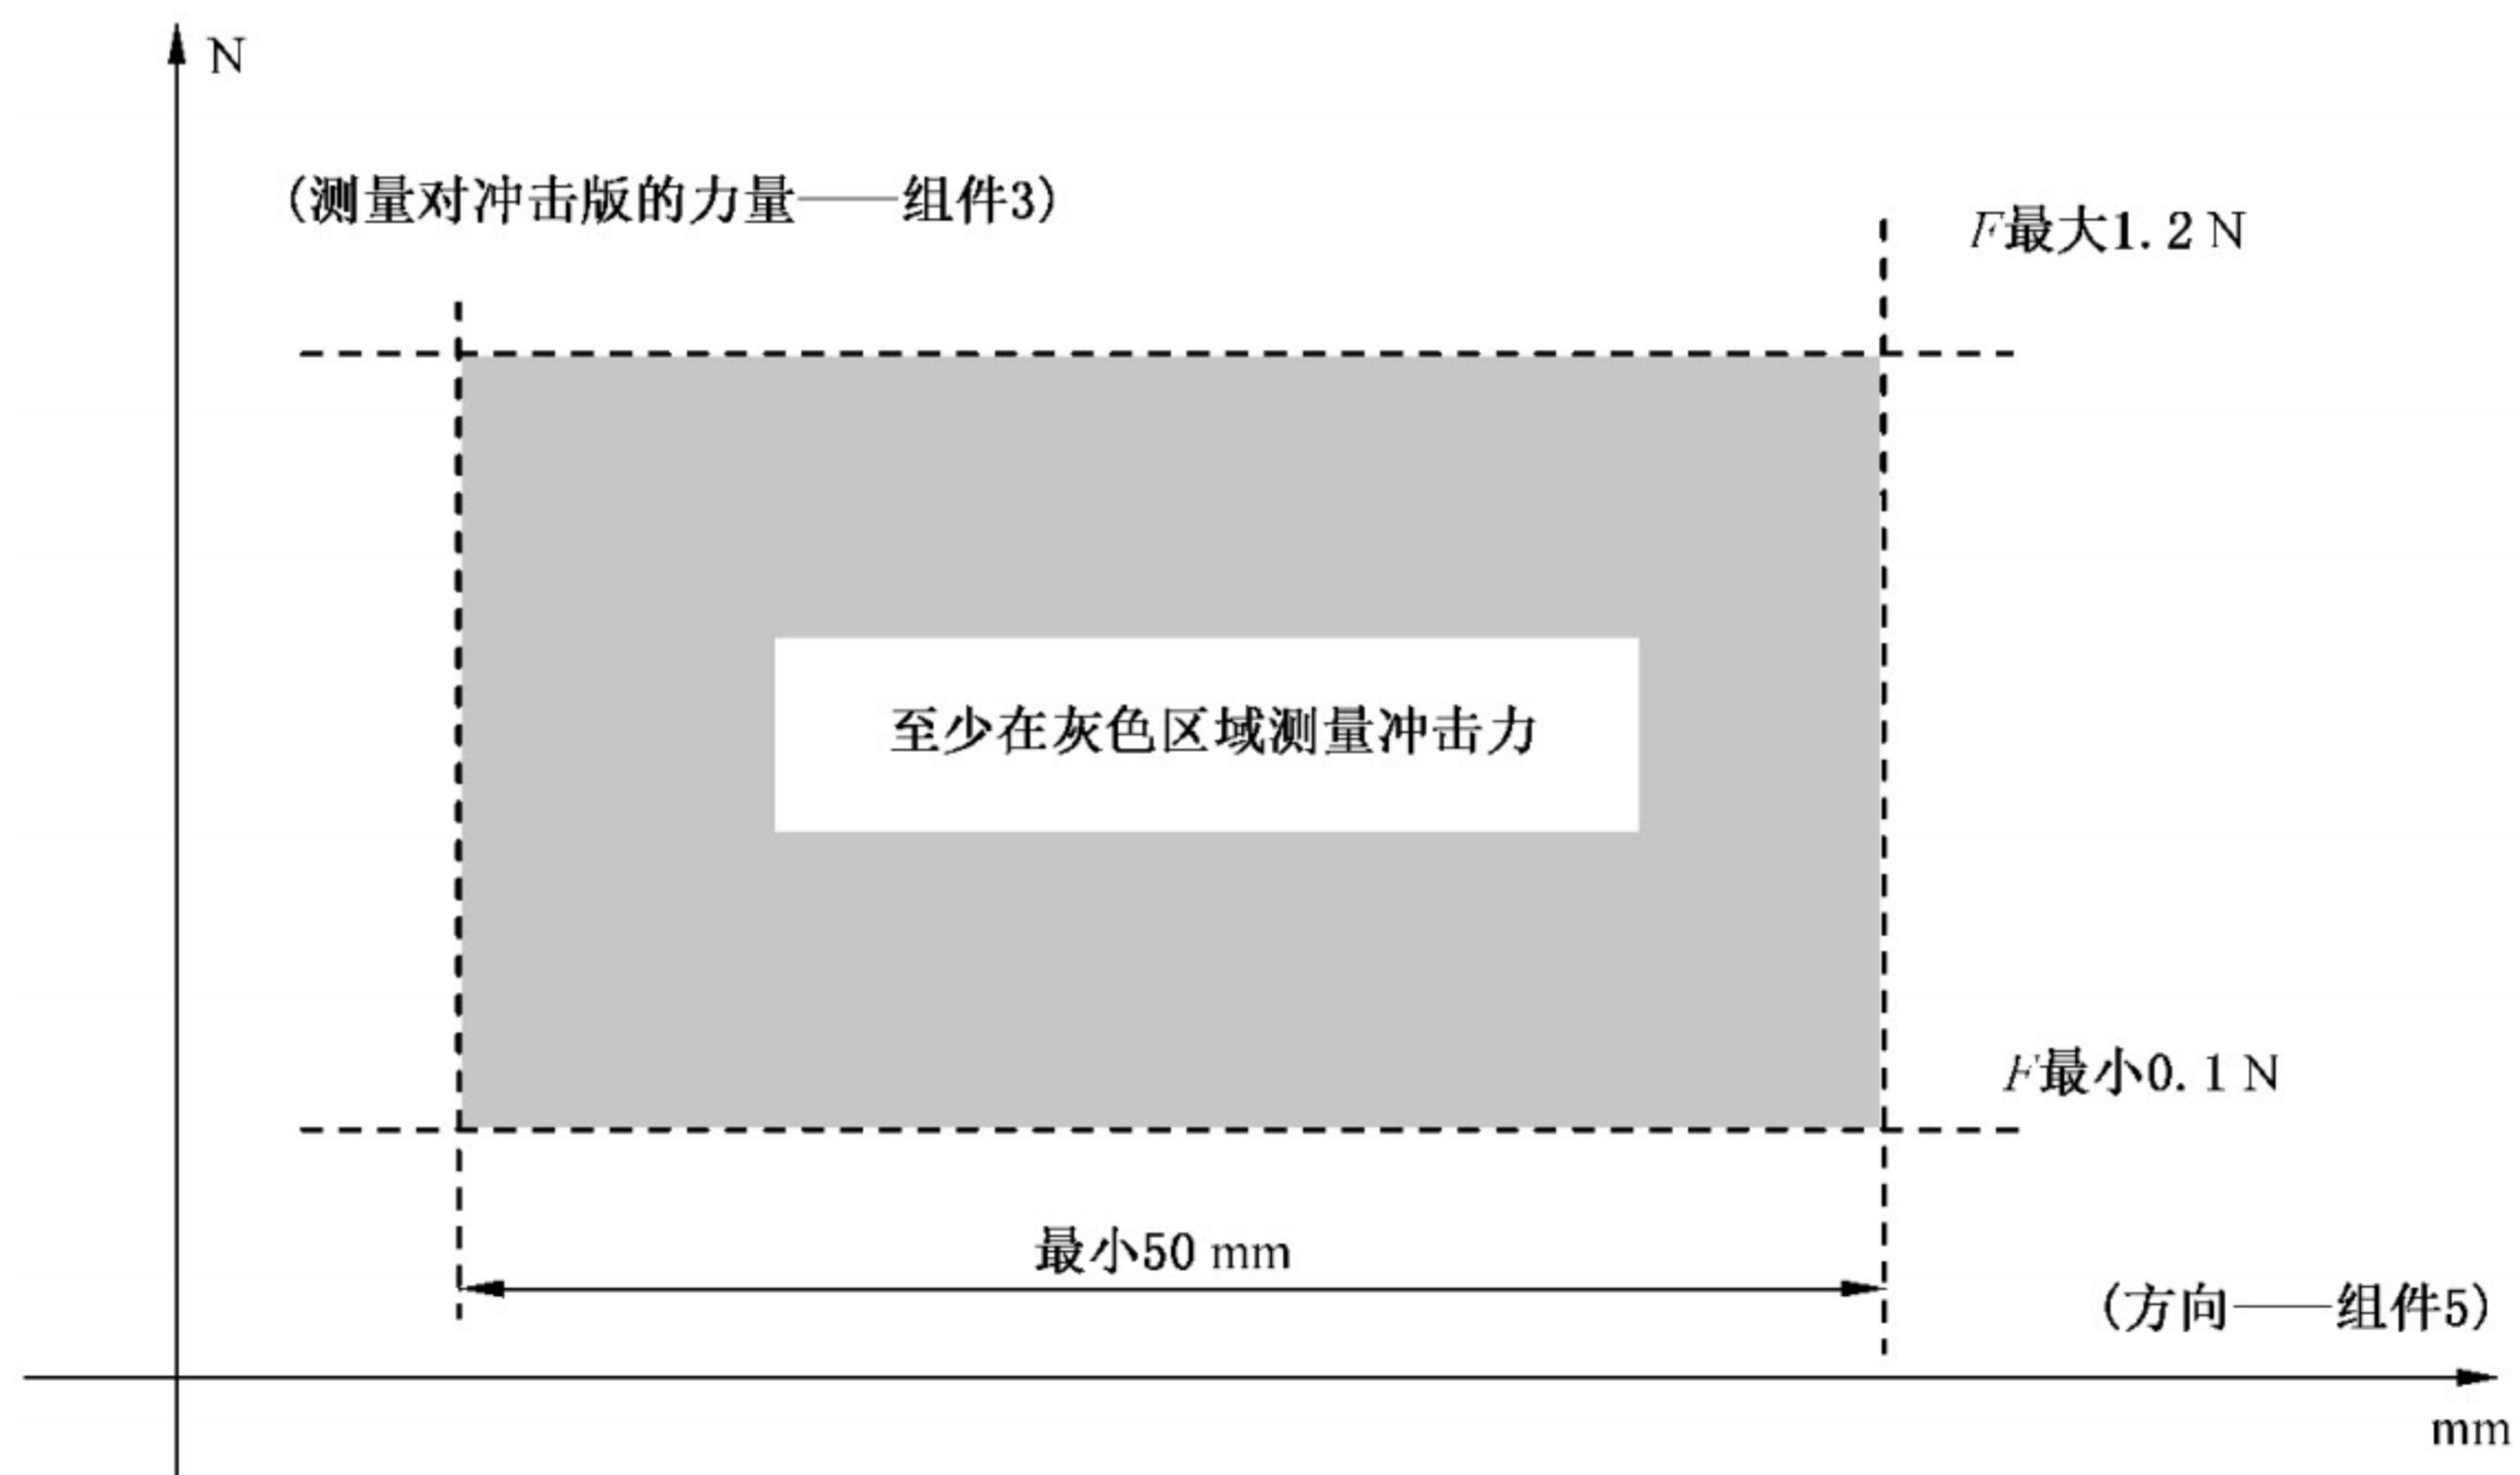 N
(测量对冲击版的力量——组件3)
F最大1.2 N
至少在灰色区域测量冲击力
F最小0.1 N
最小50 mm
(方向——组件5)
mm